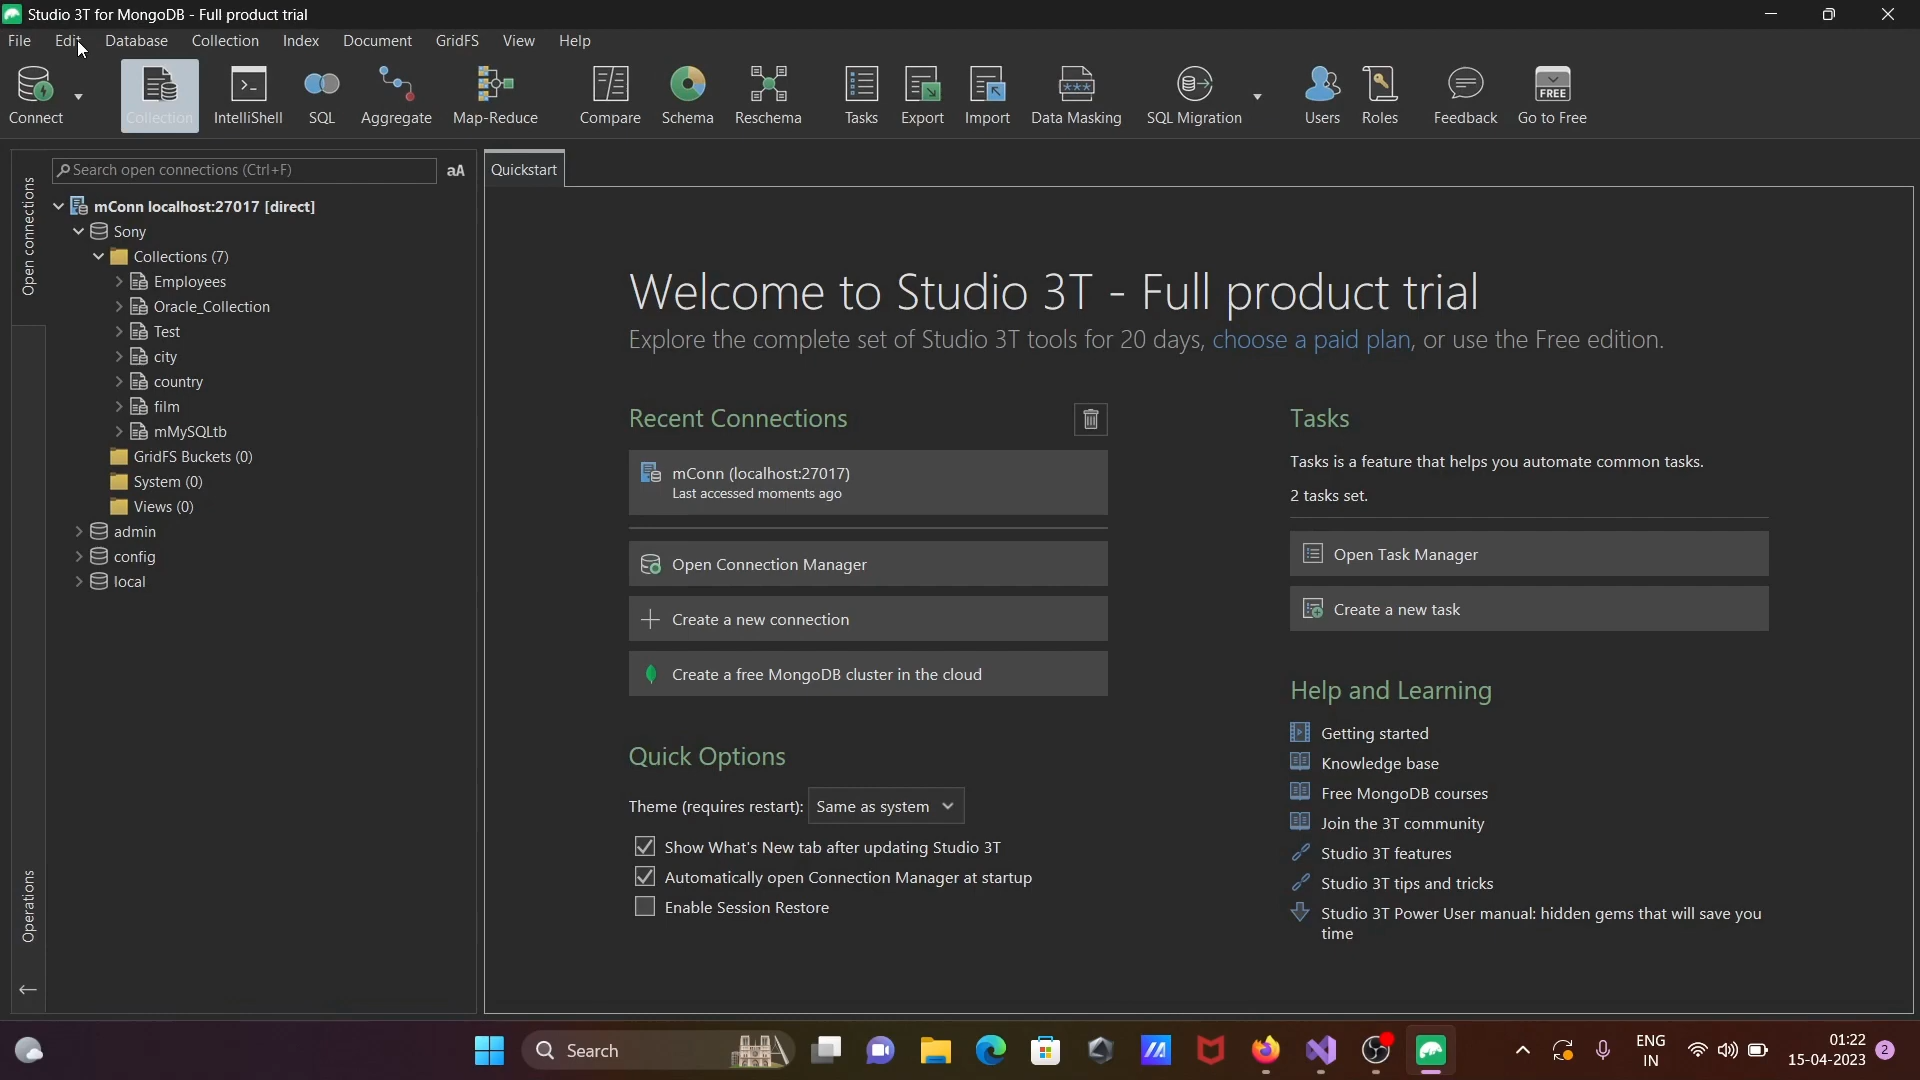 Studio 3T for MongoDB - Full product trial
File Edit Database Collection Index Document GridFS View Help
Connect Collection IntelliShell SQL Aggregate Map-Reduce Compare Schema Reschema Tasks Export Import Data Masking SQL Migration Users Roles Feedback Go to Free
FREE
Open connections
Search open connections (Ctrl+F) aA
mConn localhost:27017 [direct]
Sony
Collections (7)
Employees
Oracle_Collection
Test
city
country
film
mMySQLtb
GridFS Buckets (0)
System (0)
Views (0)
admin
config
local
Operations
Quickstart
Welcome to Studio 3T - Full product trial
Explore the complete set of Studio 3T tools for 20 days, choose a paid plan, or use the Free edition.
Recent Connections
mConn (localhost:27017)
Last accessed moments ago
Open Connection Manager
Create a new connection
Create a free MongoDB cluster in the cloud
Quick Options
Theme (requires restart): Same as system
Show What's New tab after updating Studio 3T
Automatically open Connection Manager at startup
Enable Session Restore
Tasks
Tasks is a feature that helps you automate common tasks.
2 tasks set.
Open Task Manager
Create a new task
Help and Learning
Getting started
Knowledge base
Free MongoDB courses
Join the 3T community
Studio 3T features
Studio 3T tips and tricks
Studio 3T Power User manual: hidden gems that will save you
time
Search
ENG
IN
01:22
15-04-2023
2